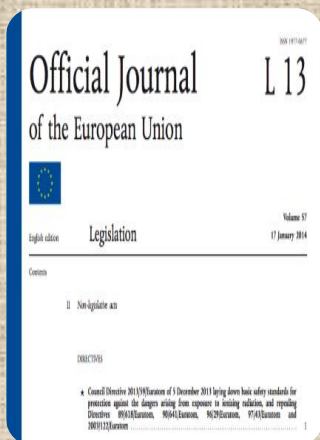 ISSN 1977-0677
Official Journal L 13
of the European Union
Volume 57
English edition Legislation 17 January 2014
Contents
II Non-legislative acts
DIRECTIVES
★ Council Directive 2013/59/Euratom of 5 December 2013 laying down basic safety standards for
protection against the dangers arising from exposure to ionising radiation, and repealing
Directives 89/618/Euratom, 90/641/Euratom, 96/29/Euratom, 97/43/Euratom and
2003/122/Euratom 1